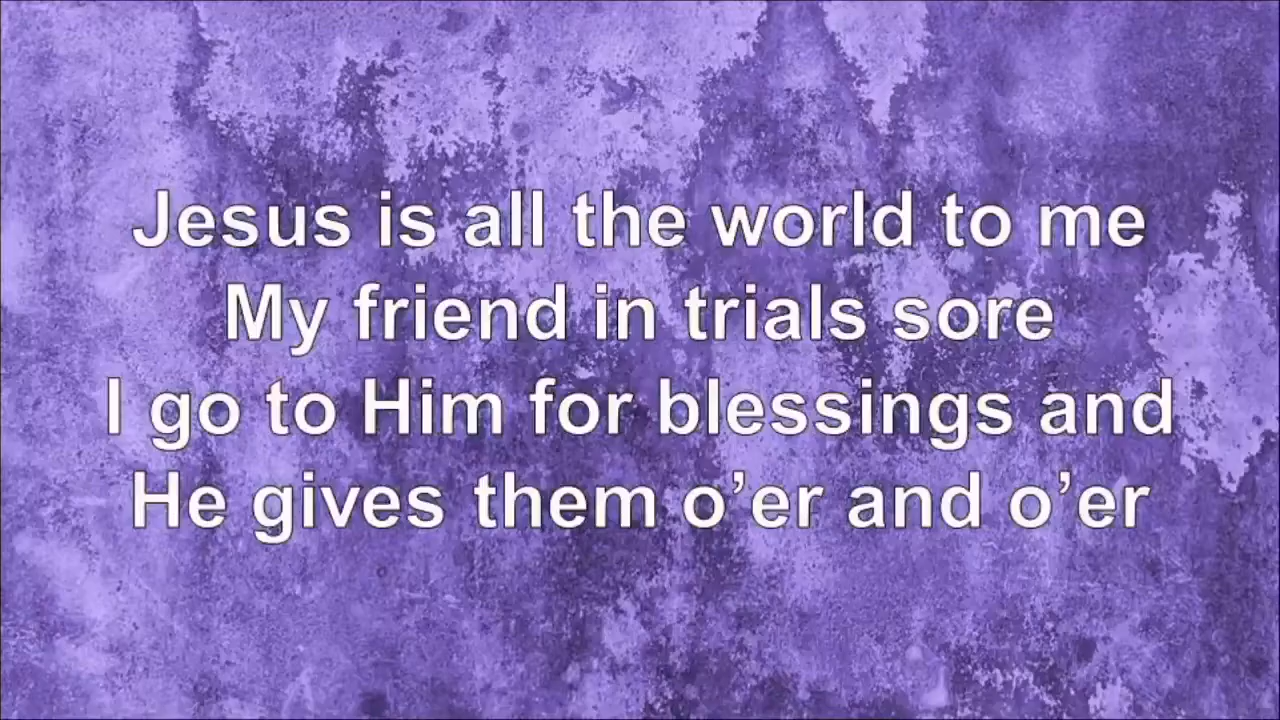 Jesus is all the world to me
My friend in trials sore
I go to Him for blessings and
He gives them o’er and o’er